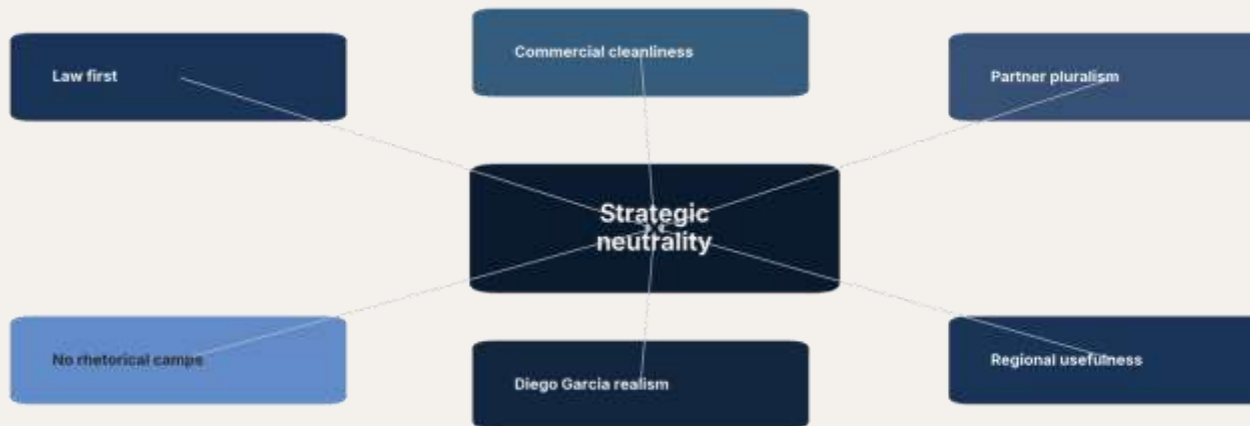 Law first
Commercial cleanliness
Partner pluralism
Strategic
neutrality
No rhetorical camps
Diego Garcia realism
Regional usefulness